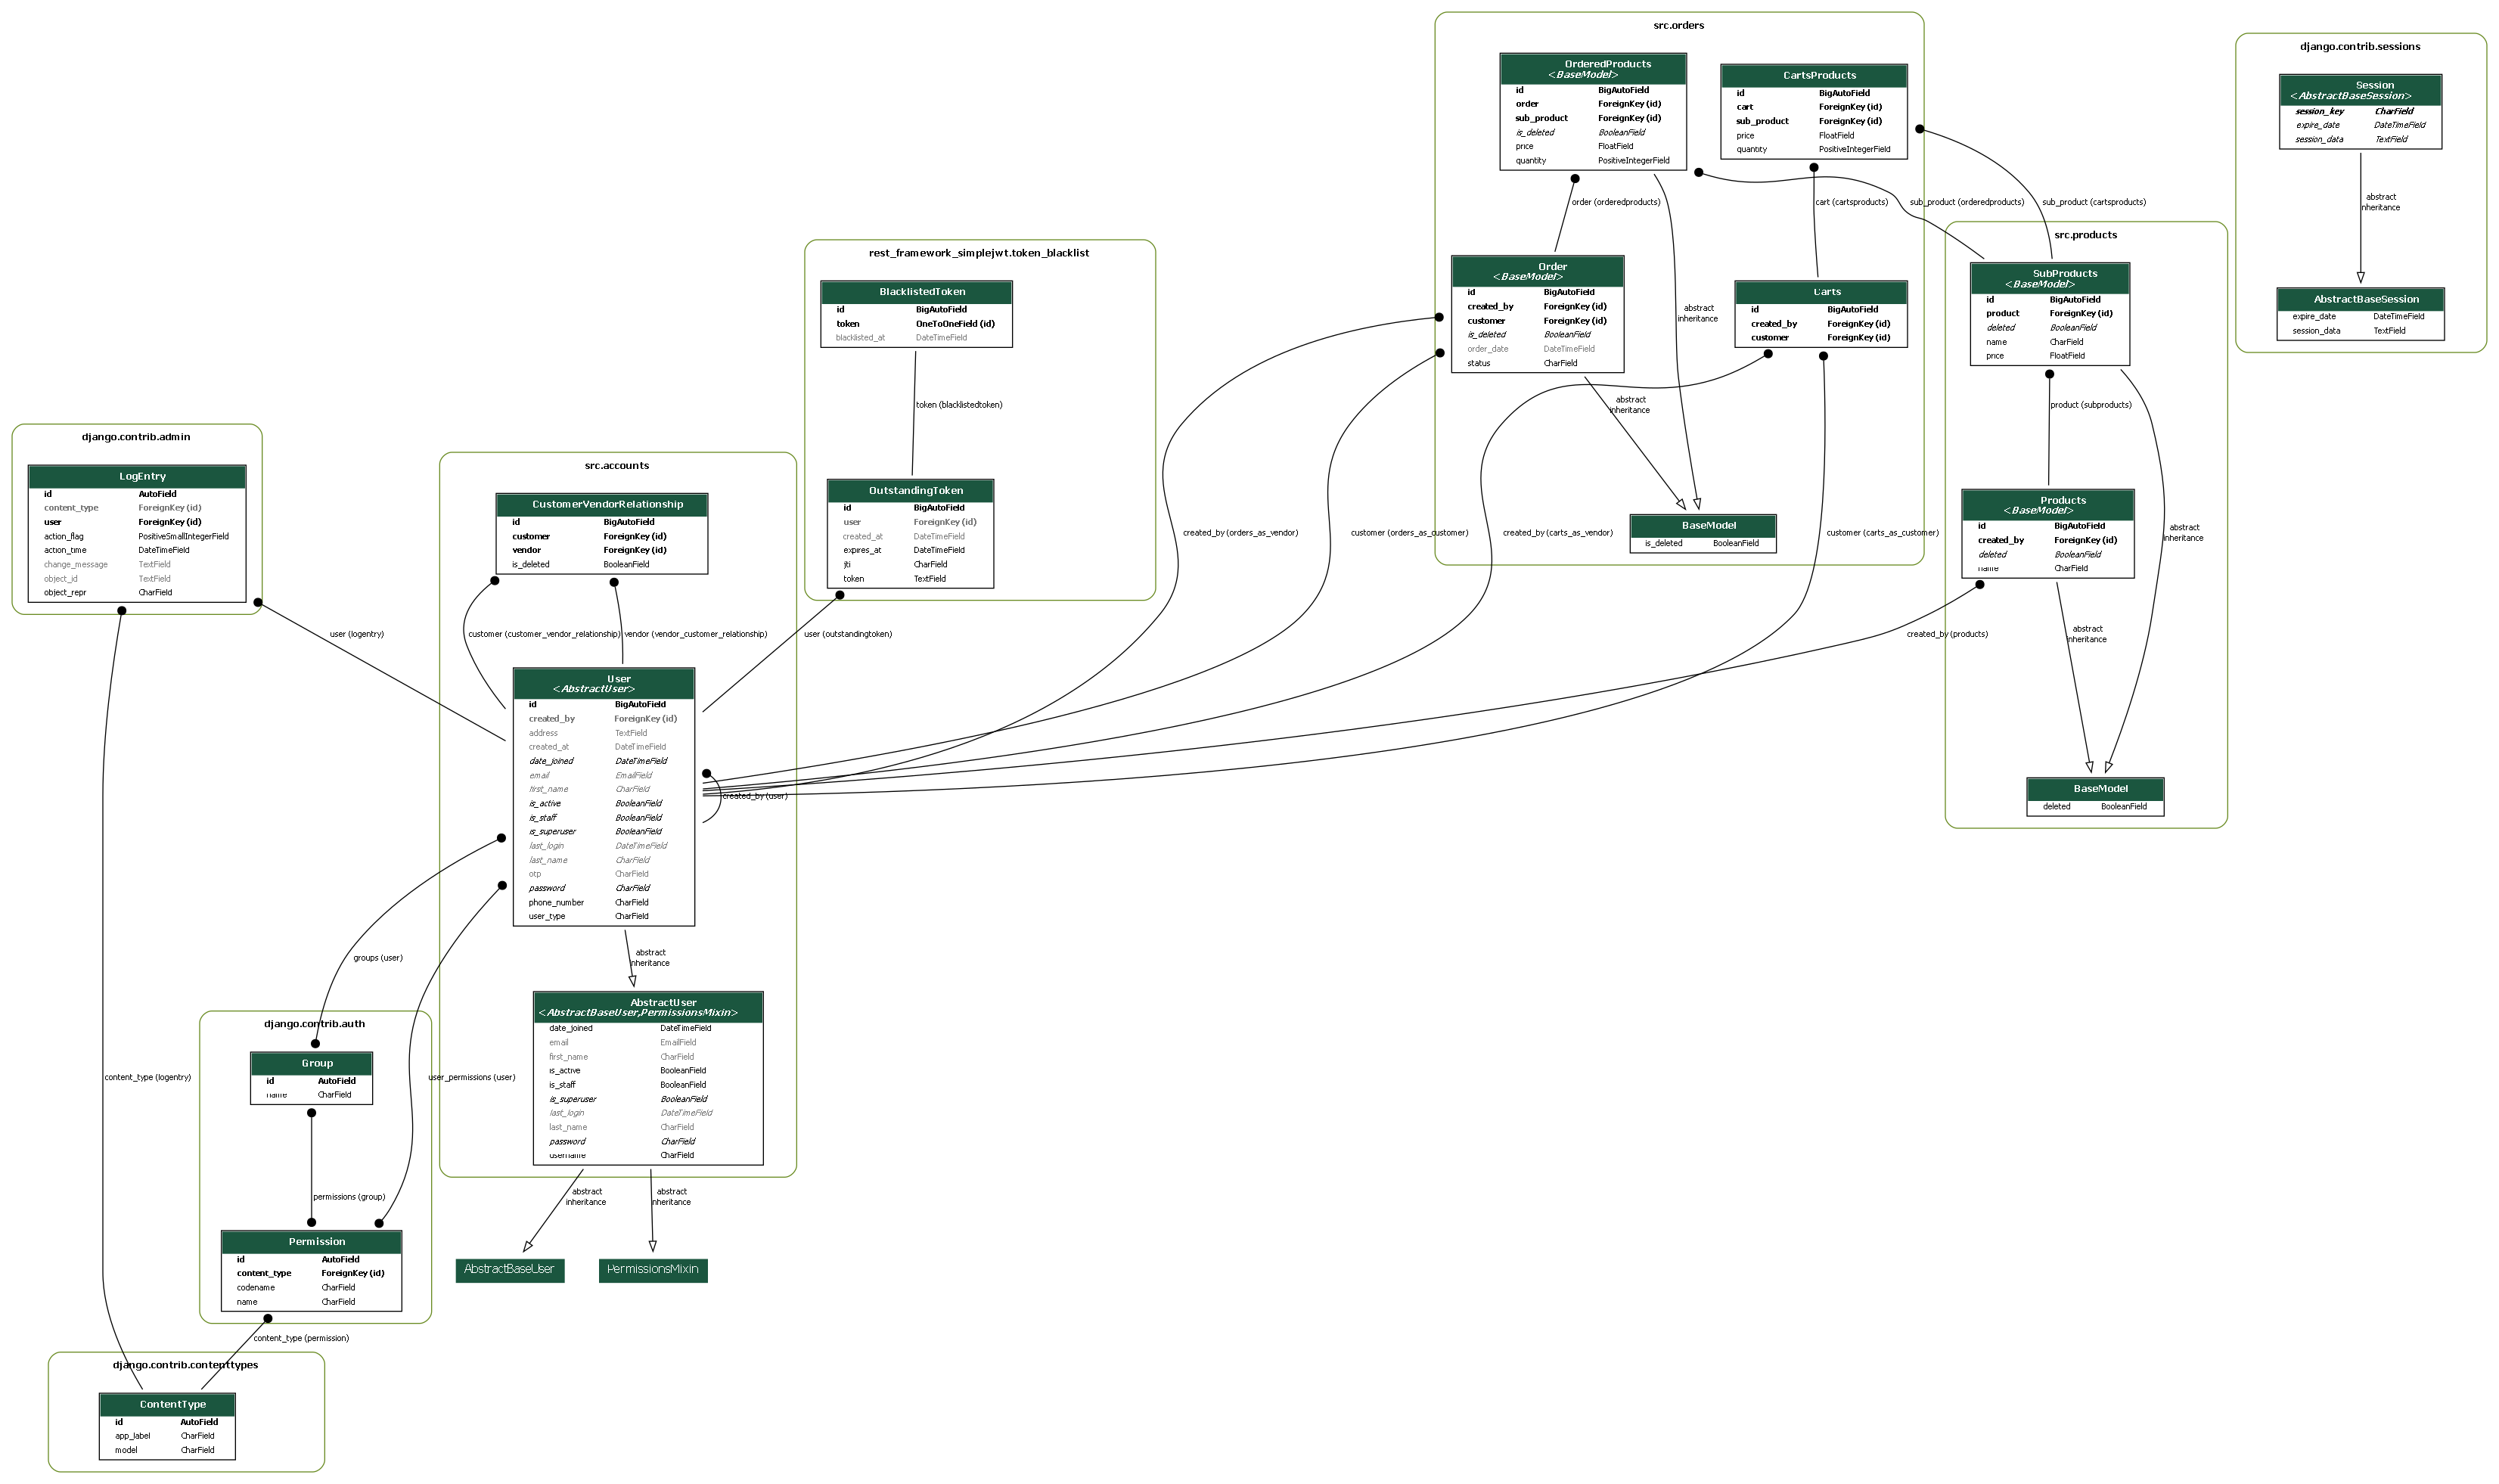 src.orders
OrderedProducts
<BaseModel>
id BigAutoField
order ForeignKey (id)
sub_product ForeignKey (id)
is_deleted BooleanField
price FloatField
quantity PositiveIntegerField
CartsProducts
id BigAutoField
cart ForeignKey (id)
sub_product ForeignKey (id)
price FloatField
quantity PositiveIntegerField
order (orderedproducts)
cart (cartsproducts)
sub_product (orderedproducts)
sub_product (cartsproducts)
Order
<BaseModel>
id BigAutoField
created_by ForeignKey (id)
customer ForeignKey (id)
is_deleted BooleanField
order_date DateTimeField
status CharField
Carts
id BigAutoField
created_by ForeignKey (id)
customer ForeignKey (id)
abstract
inheritance
abstract
inheritance
created_by (orders_as_vendor)
customer (orders_as_customer)
created_by (carts_as_vendor)
customer (carts_as_customer)
BaseModel
is_deleted BooleanField
django.contrib.sessions
Session
<AbstractBaseSession>
session_key CharField
expire_date DateTimeField
session_data TextField
abstract
inheritance
AbstractBaseSession
expire_date DateTimeField
session_data TextField
src.products
SubProducts
<BaseModel>
id BigAutoField
product ForeignKey (id)
deleted BooleanField
name CharField
price FloatField
product (subproducts)
Products
<BaseModel>
id BigAutoField
created_by ForeignKey (id)
deleted BooleanField
name CharField
abstract
inheritance
created_by (products)
abstract
inheritance
BaseModel
deleted BooleanField
rest_framework_simplejwt.token_blacklist
BlacklistedToken
id BigAutoField
token OneToOneField (id)
blacklisted_at DateTimeField
token (blacklistedtoken)
OutstandingToken
id BigAutoField
user ForeignKey (id)
created_at DateTimeField
expires_at DateTimeField
jti CharField
token TextField
user (outstandingtoken)
django.contrib.admin
LogEntry
id AutoField
content_type ForeignKey (id)
user ForeignKey (id)
action_flag PositiveSmallIntegerField
action_time DateTimeField
change_message TextField
object_id TextField
object_repr CharField
user (logentry)
content_type (logentry)
src.accounts
CustomerVendorRelationship
id BigAutoField
customer ForeignKey (id)
vendor ForeignKey (id)
is_deleted BooleanField
customer (customer_vendor_relationship)
vendor (vendor_customer_relationship)
User
<AbstractUser>
id BigAutoField
created_by ForeignKey (id)
address TextField
created_at DateTimeField
date_joined DateTimeField
email EmailField
first_name CharField
is_active BooleanField
is_staff BooleanField
is_superuser BooleanField
last_login DateTimeField
last_name CharField
otp CharField
password CharField
phone_number CharField
user_type CharField
created_by (user)
groups (user)
user_permissions (user)
abstract
inheritance
AbstractUser
<AbstractBaseUser,PermissionsMixin>
date_joined DateTimeField
email EmailField
first_name CharField
is_active BooleanField
is_staff BooleanField
is_superuser BooleanField
last_login DateTimeField
last_name CharField
password CharField
username CharField
abstract
inheritance
abstract
inheritance
AbstractBaseUser
PermissionsMixin
django.contrib.auth
Group
id AutoField
name CharField
permissions (group)
Permission
id AutoField
content_type ForeignKey (id)
codename CharField
name CharField
content_type (permission)
django.contrib.contenttypes
ContentType
id AutoField
app_label CharField
model CharField